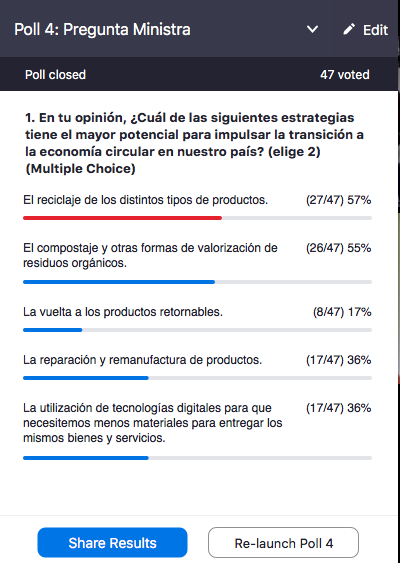 Poll 4: Pregunta Ministra
Edit
Poll closed
47 voted
1. En tu opinión, ¿Cuál de las siguientes estrategias
tiene el mayor potencial para impulsar la transición a
la economía circular en nuestro país? (elige 2)
(Multiple Choice)
El reciclaje de los distintos tipos de productos.
(27/47) 57%
El compostaje y otras formas de valorización de
residuos orgánicos.
(26/47) 55%
La vuelta a los productos retornables.
(8/47) 17%
La reparación y remanufactura de productos.
(17/47) 36%
La utilización de tecnologías digitales para que
necesitemos menos materiales para entregar los
mismos bienes y servicios.
(17/47) 36%
Share Results
Re-launch Poll 4